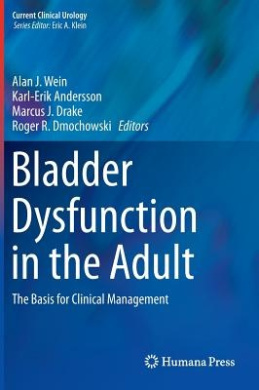 Current Clinical Urology
Series Editor: Eric A. Klein
Alan J. Wein
Karl-Erik Andersson
Marcus J. Drake
Roger R. Dmochowski Editors
Bladder
Dysfunction
in the Adult
The Basis for Clinical Management
Humana Press